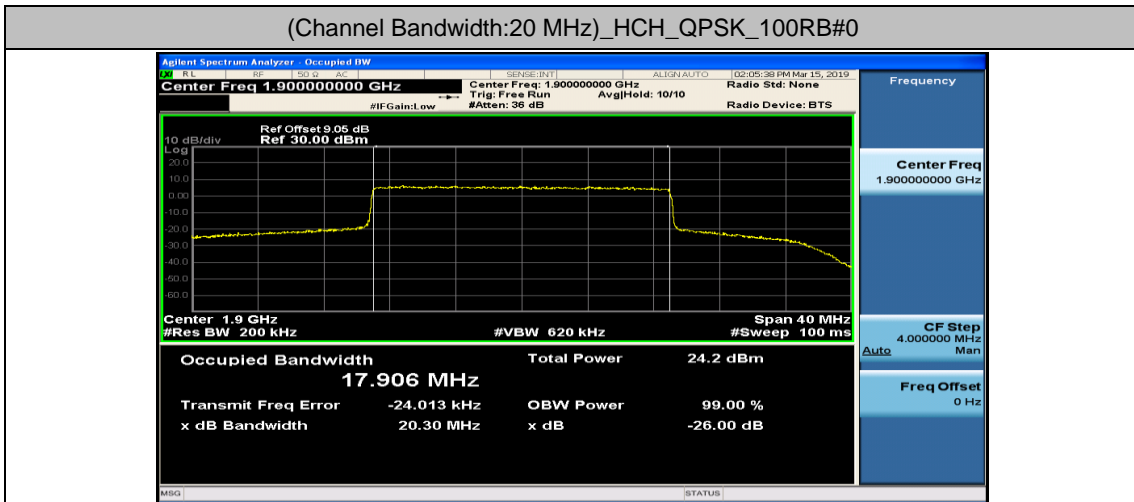 (Channel Bandwidth:20 MHz)_HCH_QPSK_100RB#0
Agilent Spectrum Analyzer - Occupied BW
LXI RL RF 50 Ω AC SENSE:INT ALIGN AUTO 02:05:38 PM Mar 15, 2019
Center Freq 1.900000000 GHz
Center Freq: 1.900000000 GHz
Radio Std: None
Trig: Free Run Avg|Hold: 10/10
#IFGain:Low #Atten: 36 dB Radio Device: BTS
Ref Offset 9.05 dB
10 dB/div Ref 30.00 dBm
Log
20.0
10.0
0.00
-10.0
-20.0
-30.0
-40.0
-50.0
-60.0
Center 1.9 GHz Span 40 MHz
#Res BW 200 kHz #VBW 620 kHz #Sweep 100 ms
Occupied Bandwidth Total Power 24.2 dBm
17.906 MHz
Transmit Freq Error -24.013 kHz OBW Power 99.00 %
x dB Bandwidth 20.30 MHz x dB -26.00 dB
MSG STATUS
Frequency
Center Freq
1.900000000 GHz
CF Step
4.000000 MHz
Auto Man
Freq Offset
0 Hz